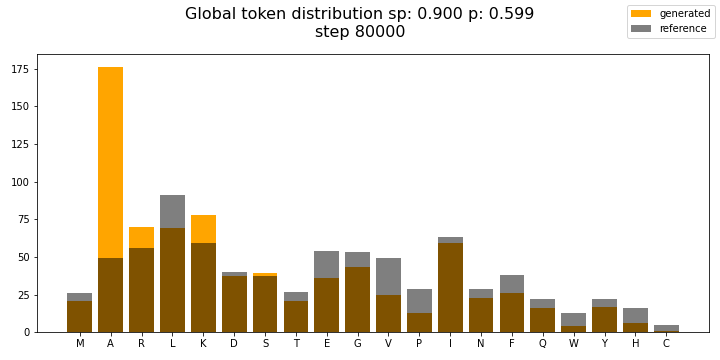 Global token distribution sp: 0.900 p: 0.599
step 80000
generated
reference
175
150
125
100
75
50
25
0
M A R L K D S T E G V P I N F Q W Y H C